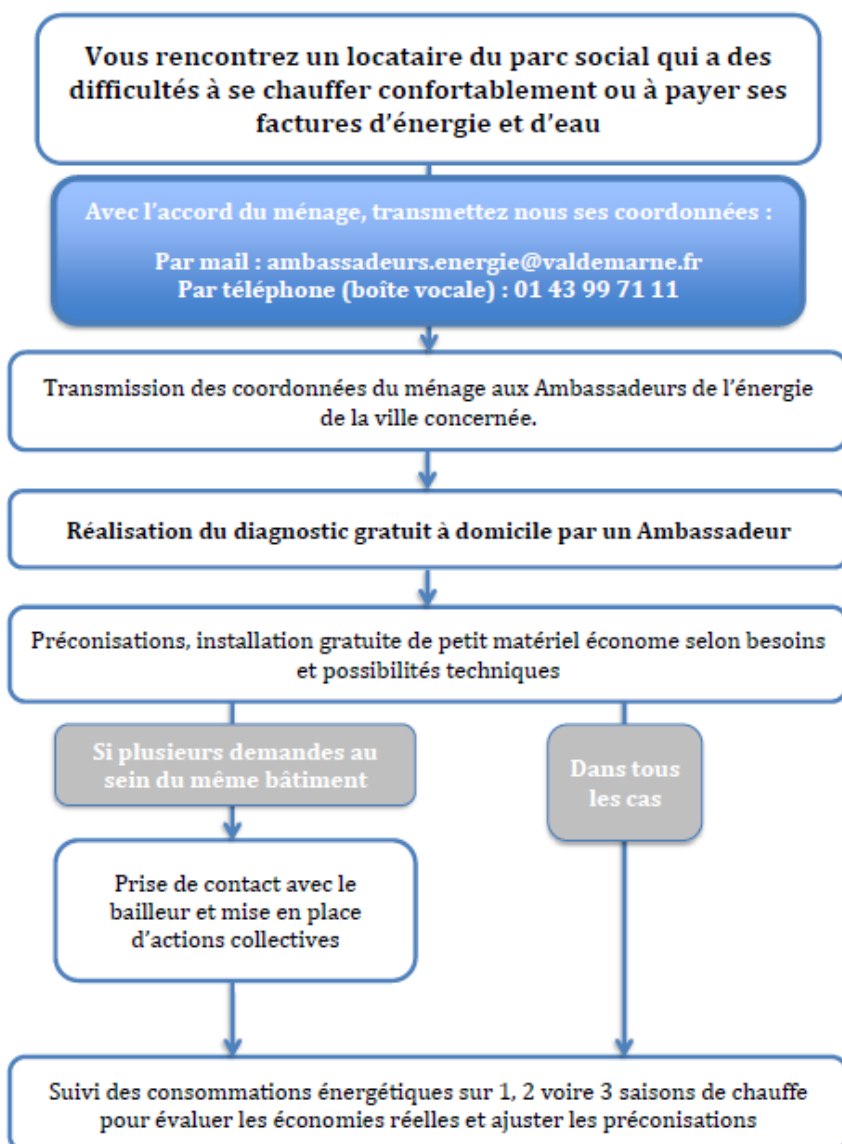 Vous rencontrez un locataire du parc social qui a des
difficultés à se chauffer confortablement ou à payer ses
factures d’énergie et d’eau
Avec l’accord du ménage, transmettez nous ses coordonnées :
Par mail : ambassadeurs.energie@valdemarne.fr
Par téléphone (boîte vocale) : 01 43 99 71 11
Transmission des coordonnées du ménage aux Ambassadeurs de l’énergie
de la ville concernée.
Réalisation du diagnostic gratuit à domicile par un Ambassadeur
Préconisations, installation gratuite de petit matériel économe selon besoins
et possibilités techniques
Si plusieurs demandes au
sein du même bâtiment
Dans tous
les cas
Prise de contact avec le
bailleur et mise en place
d’actions collectives
Suivi des consommations énergétiques sur 1, 2 voire 3 saisons de chauffe
pour évaluer les économies réelles et ajuster les préconisations